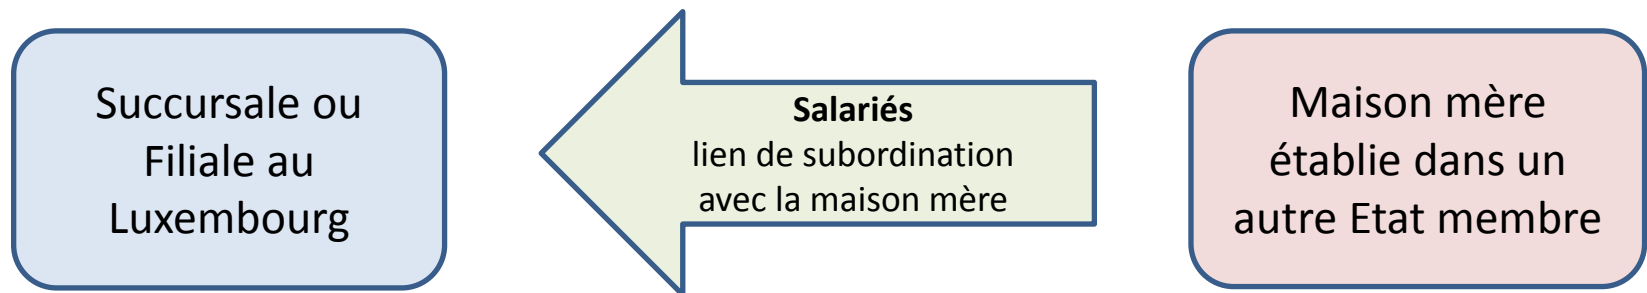 Succursale ou
Filiale au
Luxembourg
Salariés
lien de subordination
avec la maison mère
Maison mère
établie dans un
autre Etat membre